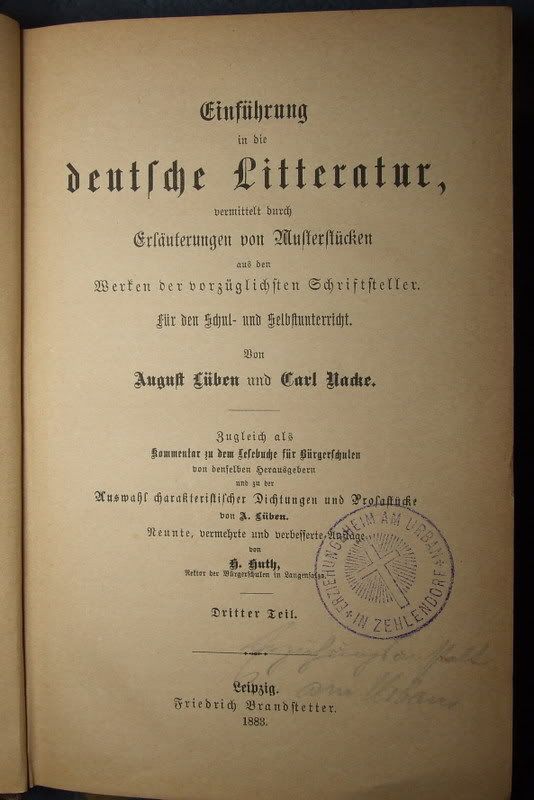 Einführung
in die
deutsche Litteratur,
vermittelt durch
Erläuterungen von Musterstücken
aus den
Werken der vorzüglichsten Schriftsteller.
Für den Schul- und Selbstunterricht.
Von
August Lüben und Carl Nacke.
Zugleich als
Kommentar zu dem Lesebuche für Bürgerschulen
von denselben Herausgebern
und zu der
Auswahl charakteristischer Dichtungen und Prosastücke
von A. Lüben.
Neunte, vermehrte und verbesserte Auflage
von
H. Huth,
Rektor der Bürgerschulen in Langensalza.
Dritter Teil.
ERZIEHUNGSHEIM AM URBAN
IN ZEHLENDORF
Erziehungsanstalt
am Urban
Leipzig.
Friedrich Brandstetter.
1883.